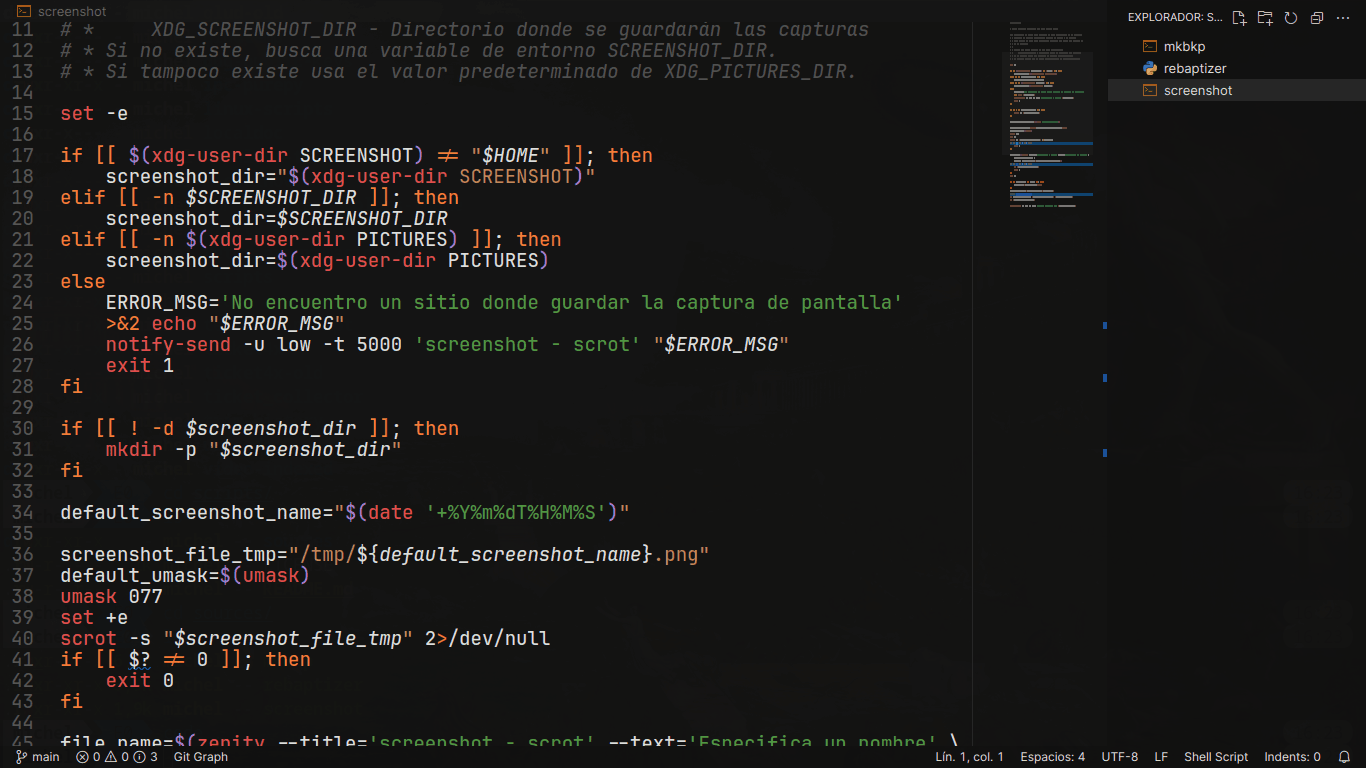 screenshot
11 # *     XDG_SCREENSHOT_DIR - Directorio donde se guardarán las capturas
12 # * Si no existe, busca una variable de entorno SCREENSHOT_DIR.
13 # * Si tampoco existe usa el valor predeterminado de XDG_PICTURES_DIR.
14
15 set -e
16
17 if [[ $(xdg-user-dir SCREENSHOT) != "$HOME" ]]; then
18     screenshot_dir="$(xdg-user-dir SCREENSHOT)"
19 elif [[ -n $SCREENSHOT_DIR ]]; then
20     screenshot_dir=$SCREENSHOT_DIR
21 elif [[ -n $(xdg-user-dir PICTURES) ]]; then
22     screenshot_dir=$(xdg-user-dir PICTURES)
23 else
24     ERROR_MSG='No encuentro un sitio donde guardar la captura de pantalla'
25     >&2 echo "$ERROR_MSG"
26     notify-send -u low -t 5000 'screenshot - scrot' "$ERROR_MSG"
27     exit 1
28 fi
29
30 if [[ ! -d $screenshot_dir ]]; then
31     mkdir -p "$screenshot_dir"
32 fi
33
34 default_screenshot_name="$(date '+%Y%m%dT%H%M%S')"
35
36 screenshot_file_tmp="/tmp/${default_screenshot_name}.png"
37 default_umask=$(umask)
38 umask 077
39 set +e
40 scrot -s "$screenshot_file_tmp" 2>/dev/null
41 if [[ $? != 0 ]]; then
42     exit 0
43 fi
44
45 file_name=$(zenity --title='screenshot - scrot' --text='Especifica un nombre' \
EXPLORADOR: S...
mkbkp
rebaptizer
screenshot
main 0 0 3 Git Graph
Lín. 1, col. 1 Espacios: 4 UTF-8 LF Shell Script Indents: 0